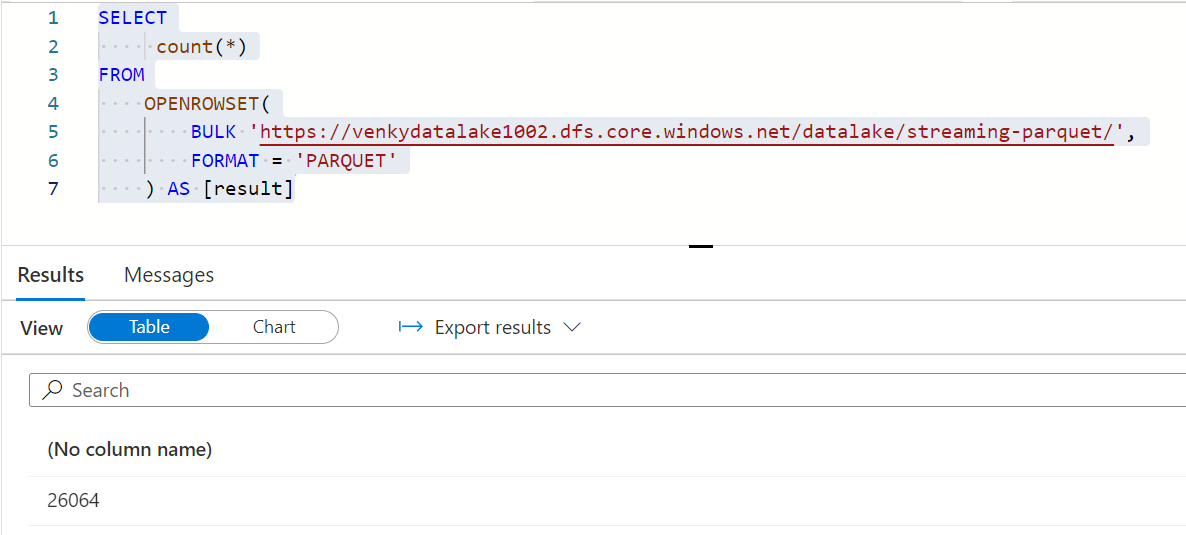 1 SELECT
2 count(*)
3 FROM
4 OPENROWSET(
5 BULK 'https://venkydatalake1002.dfs.core.windows.net/datalake/streaming-parquet/',
6 FORMAT = 'PARQUET'
7 ) AS [result]
Results Messages
View Table Chart Export results
Search
(No column name)
26064